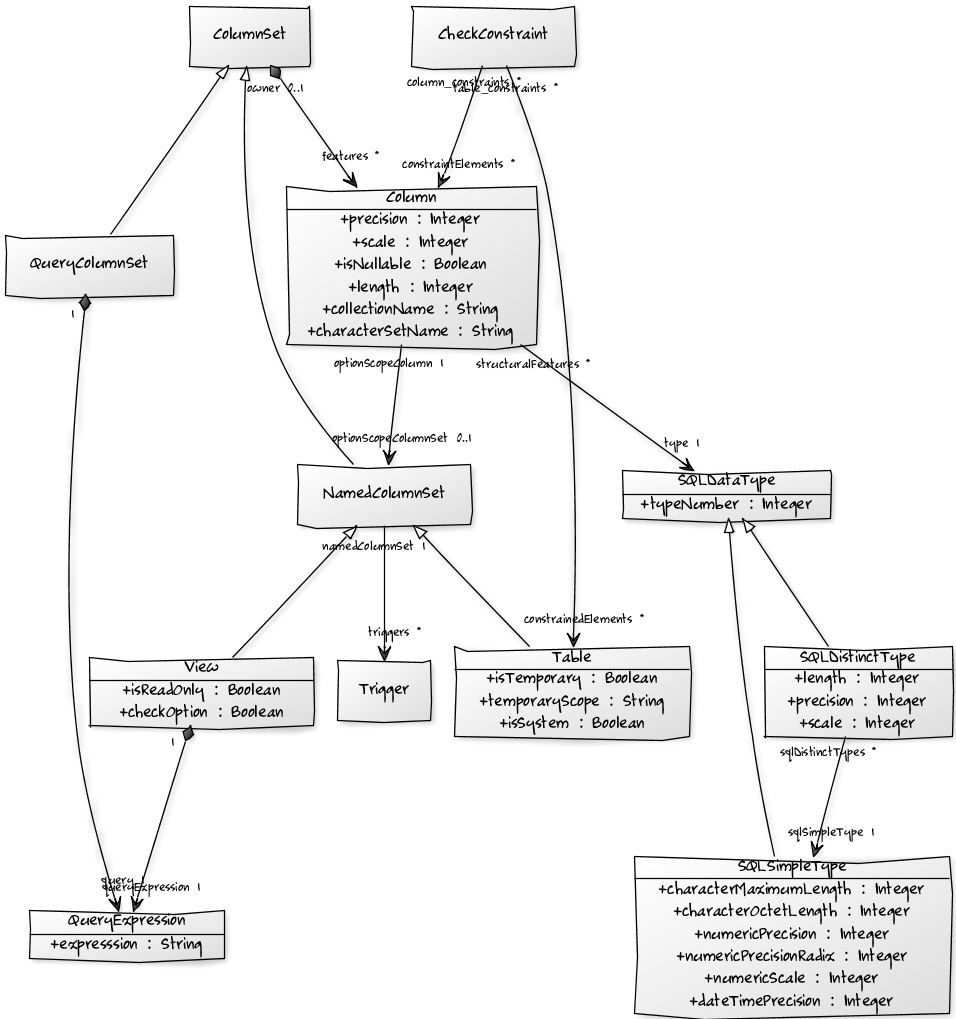 ColumnSet
CheckConstraint
column_constraints *
table_constraints *
owner 0..1
features *
constraintElements *
Column
+precision : Integer
+scale : Integer
+isNullable : Boolean
+length : Integer
+collectionName : String
+characterSetName : String
QueryColumnSet
1
optionScopeColumn 1
structuralFeatures *
optionScopeColumnSet 0..1
type 1
NamedColumnSet
SQLDataType
+typeNumber : Integer
namedColumnSet 1
triggers *
constrainedElements *
View
+isReadOnly : Boolean
+checkOption : Boolean
Trigger
Table
+isTemporary : Boolean
+temporaryScope : String
+isSystem : Boolean
SQLDistinctType
+length : Integer
+precision : Integer
+scale : Integer
1
sqlDistinctTypes *
sqlSimpleType 1
query 1
queryExpression 1
QueryExpression
+expresssion : String
SQLSimpleType
+characterMaximumLength : Integer
+characterOctetLength : Integer
+numericPrecision : Integer
+numericPrecisionRadix : Integer
+numericScale : Integer
+dateTimePrecision : Integer